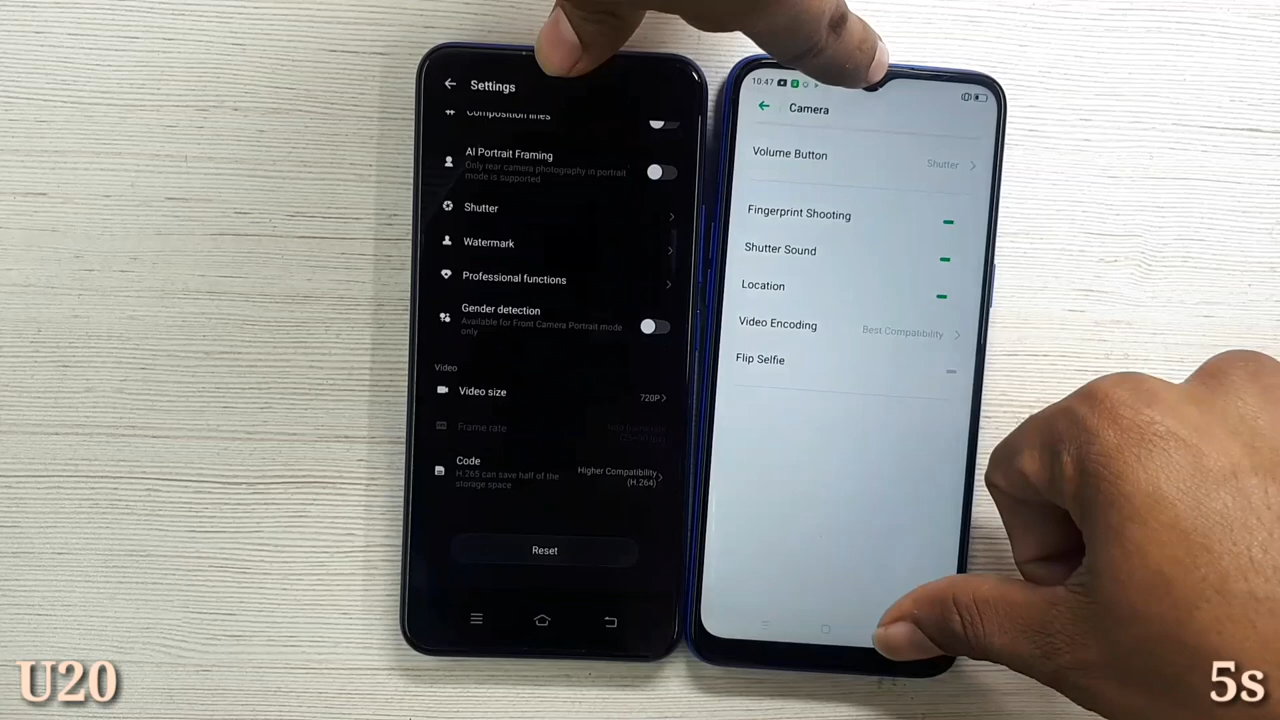 Settings
Composition lines
AI Portrait Framing
Only rear camera photography in portrait
mode is supported
Shutter
Watermark
Professional functions
Gender detection
Available for Front Camera Portrait mode
only
Video
Video size
720P
Frame rate
Code
H.265 can save half of the
storage space
Higher Compatibility
(H.264)
Reset
10:47
Camera
Volume Button
Shutter
Fingerprint Shooting
Shutter Sound
Location
Video Encoding
Best Compatibility
Flip Selfie
U20
5s